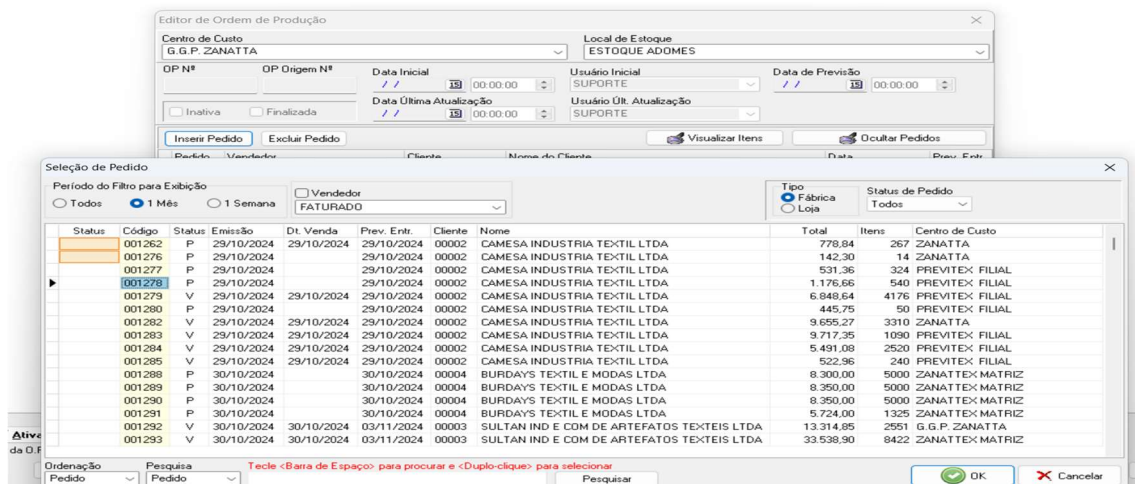 Editor de Ordem de Produção
Centro de Custo Local de Estoque
G.G.P. ZANATTA ESTOQUE ADOMES
OP Nº OP Origem Nº Data Inicial Usuário Inicial Data de Previsão
/ / 15 00:00:00 SUPORTE / / 15 00:00:00
Data Última Atualização Usuário Últ. Atualização
Inativa Finalizada / / 15 00:00:00 SUPORTE
Inserir Pedido Excluir Pedido Visualizar Itens Ocultar Pedidos
Pedido Vendedor Cliente Nome do Cliente Data Prev. Entr.
Seleção de Pedido
Período do Filtro para Exibição Vendedor Tipo Status de Pedido
Todos 1 Mês 1 Semana FATURADO Fábrica Loja Todos
Status Código Status Emissão Dt. Venda Prev. Entr. Cliente Nome Total Itens Centro de Custo
001262 P 29/10/2024 29/10/2024 29/10/2024 00002 CAMESA INDUSTRIA TEXTIL LTDA 778,84 267 ZANATTA
001276 P 29/10/2024 29/10/2024 00002 CAMESA INDUSTRIA TEXTIL LTDA 142,30 14 ZANATTA
001277 P 29/10/2024 29/10/2024 00002 CAMESA INDUSTRIA TEXTIL LTDA 531,36 324 PREVITEX FILIAL
001278 P 29/10/2024 29/10/2024 00002 CAMESA INDUSTRIA TEXTIL LTDA 1.176,66 540 PREVITEX FILIAL
001279 V 29/10/2024 29/10/2024 29/10/2024 00002 CAMESA INDUSTRIA TEXTIL LTDA 6.848,64 4176 PREVITEX FILIAL
001280 P 29/10/2024 29/10/2024 00002 CAMESA INDUSTRIA TEXTIL LTDA 445,75 50 PREVITEX FILIAL
001282 V 29/10/2024 29/10/2024 29/10/2024 00002 CAMESA INDUSTRIA TEXTIL LTDA 9.655,27 3310 ZANATTA
001283 V 29/10/2024 29/10/2024 29/10/2024 00002 CAMESA INDUSTRIA TEXTIL LTDA 9.717,35 1090 PREVITEX FILIAL
001284 V 29/10/2024 29/10/2024 29/10/2024 00002 CAMESA INDUSTRIA TEXTIL LTDA 5.491,08 2520 PREVITEX FILIAL
001285 V 29/10/2024 29/10/2024 29/10/2024 00002 CAMESA INDUSTRIA TEXTIL LTDA 522,96 240 PREVITEX FILIAL
001288 P 30/10/2024 30/10/2024 00004 BURDAYS TEXTIL E MODAS LTDA 8.300,00 5000 ZANATTEX MATRIZ
001289 P 30/10/2024 30/10/2024 00004 BURDAYS TEXTIL E MODAS LTDA 8.350,00 5000 ZANATTEX MATRIZ
001290 P 30/10/2024 30/10/2024 00004 BURDAYS TEXTIL E MODAS LTDA 8.350,00 5000 ZANATTEX MATRIZ
001291 P 30/10/2024 30/10/2024 00004 BURDAYS TEXTIL E MODAS LTDA 5.724,00 1325 ZANATTEX MATRIZ
001292 V 30/10/2024 30/10/2024 03/11/2024 00003 SULTAN IND E COM DE ARTEFATOS TEXTEIS LTDA 13.314,85 2551 G.G.P. ZANATTA
001293 V 30/10/2024 30/10/2024 03/11/2024 00003 SULTAN IND E COM DE ARTEFATOS TEXTEIS LTDA 33.538,90 8422 ZANATTEX MATRIZ
Ativa
da O.F
Ordenação Pesquisa Tecle <Barra de Espaço> para procurar e <Duplo-clique> para selecionar
Pedido Pedido Pesquisar OK Cancelar